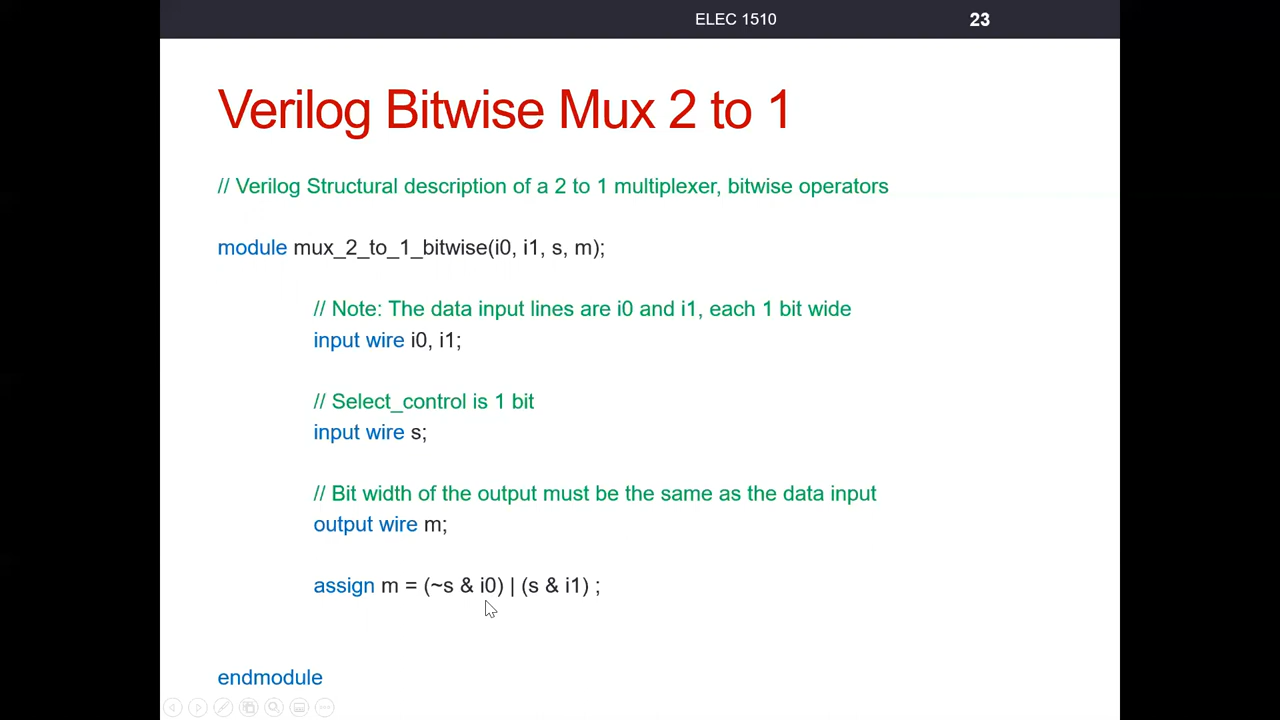 ELEC 1510
23
Verilog Bitwise Mux 2 to 1
// Verilog Structural description of a 2 to 1 multiplexer, bitwise operators
module mux_2_to_1_bitwise(i0, i1, s, m);
// Note: The data input lines are i0 and i1, each 1 bit wide
input wire i0, i1;
// Select_control is 1 bit
input wire s;
// Bit width of the output must be the same as the data input
output wire m;
assign m = (~s & i0) | (s & i1) ;
endmodule